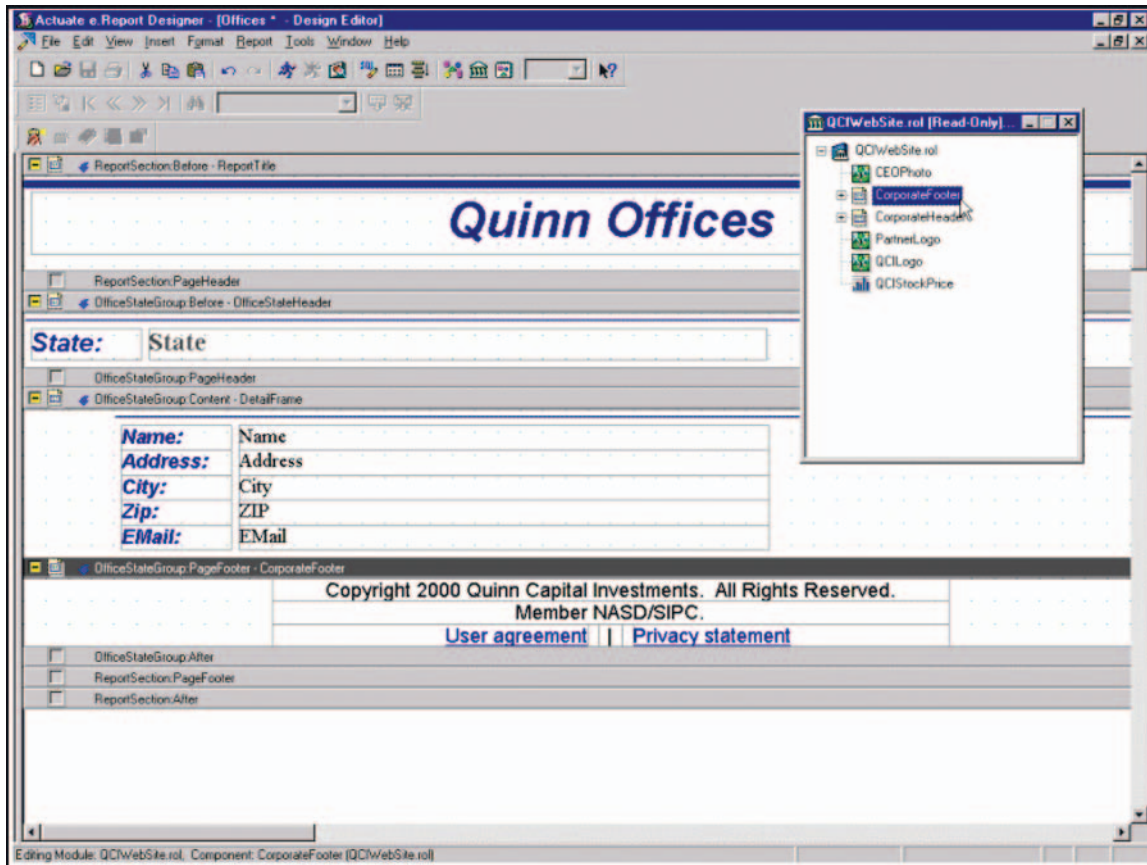 Actuate e.Report Designer - [Offices * - Design Editor]
File Edit View Insert Format Report Tools Window Help
QCIWebSite.rol [Read-Only]...
QCIWebSite.rol
CEOPhoto
CorporateFooter
CorporateHeader
PartnerLogo
QCILogo
QCIStockPrice
ReportSection:Before - ReportTitle
Quinn Offices
ReportSection:PageHeader
OfficeStateGroup:Before - OfficeStateHeader
State: State
OfficeStateGroup:PageHeader
OfficeStateGroup:Content - DetailFrame
Name: Name
Address: Address
City: City
Zip: ZIP
EMail: EMail
OfficeStateGroup:PageFooter - CorporateFooter
Copyright 2000 Quinn Capital Investments. All Rights Reserved.
Member NASD/SIPC.
User agreement | Privacy statement
OfficeStateGroup:After
ReportSection:PageFooter
ReportSection:After
Editing Module: QCIWebSite.rol, Component: CorporateFooter (QCIWebSite.rol)